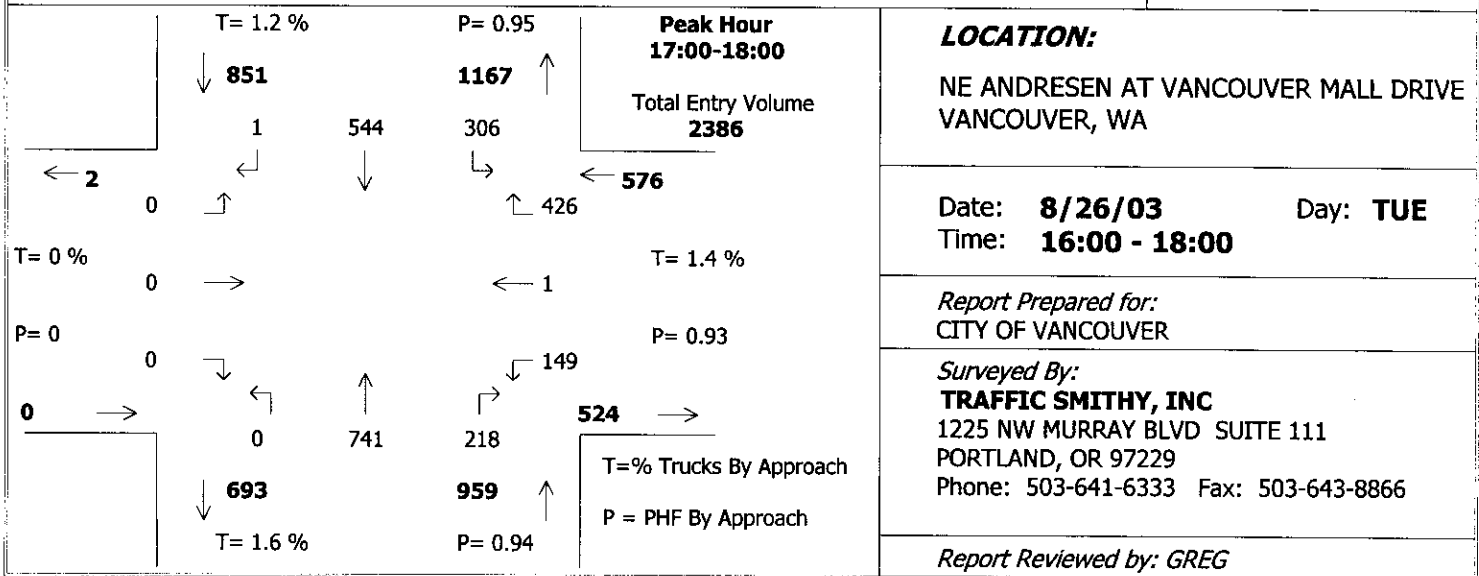 T= 1.2 %
P= 0.95
851
1167
1
544
306
2
576
0
426
T= 0 %
T= 1.4 %
0
1
P= 0
P= 0.93
0
149
0
524
0
741
218
693
959
T= 1.6 %
P= 0.94
Peak Hour
17:00-18:00
Total Entry Volume
2386
T=% Trucks By Approach
P = PHF By Approach
LOCATION:
NE ANDRESEN AT VANCOUVER MALL DRIVE
VANCOUVER, WA
Date: 8/26/03 Day: TUE
Time: 16:00 - 18:00
Report Prepared for:
CITY OF VANCOUVER
Surveyed By:
TRAFFIC SMITHY, INC
1225 NW MURRAY BLVD SUITE 111
PORTLAND, OR 97229
Phone: 503-641-6333 Fax: 503-643-8866
Report Reviewed by: GREG